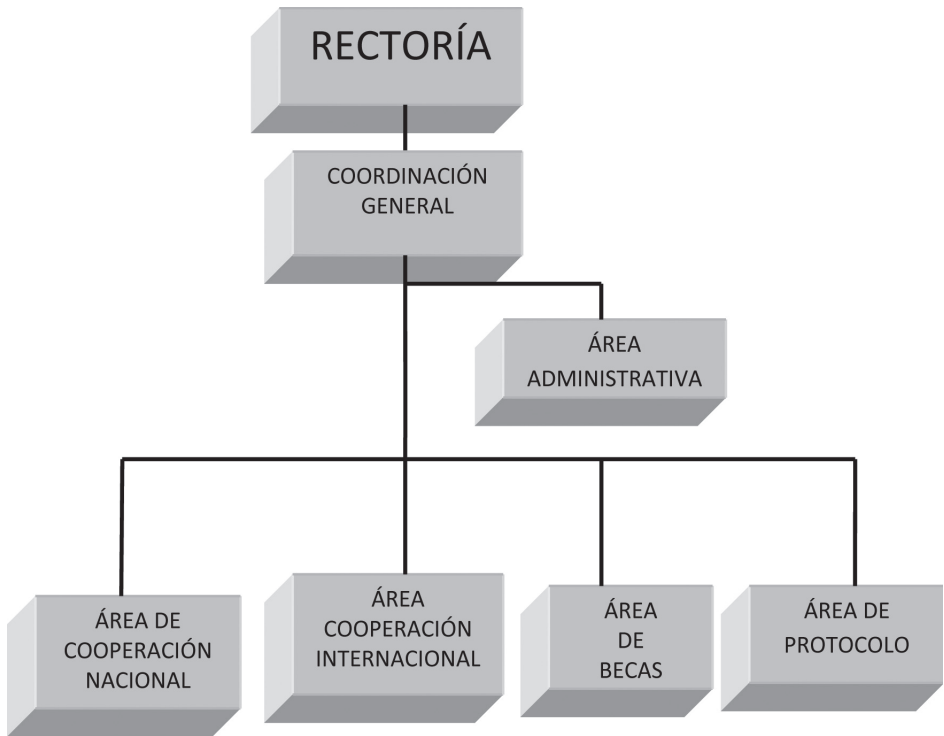 RECTORÍA
COORDINACIÓN
GENERAL
ÁREA
ADMINISTRATIVA
ÁREA DE
COOPERACIÓN
NACIONAL
ÁREA
COOPERACIÓN
INTERNACIONAL
ÁREA
DE
BECAS
ÁREA DE
PROTOCOLO